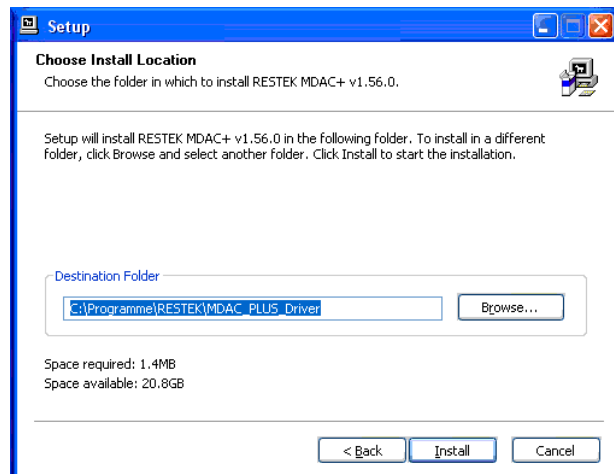 Setup
Choose Install Location
Choose the folder in which to install RESTEK MDAC+ v1.56.0.
Setup will install RESTEK MDAC+ v1.56.0 in the following folder. To install in a different
folder, click Browse and select another folder. Click Install to start the installation.
Destination Folder
C:\Programme\RESTEK\MDAC_PLUS_Driver
Browse...
Space required: 1.4MB
Space available: 20.8GB
< Back
Install
Cancel